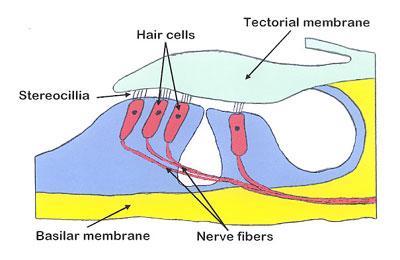 Tectorial membrane
Hair cells
Stereocillia
Basilar membrane
Nerve fibers